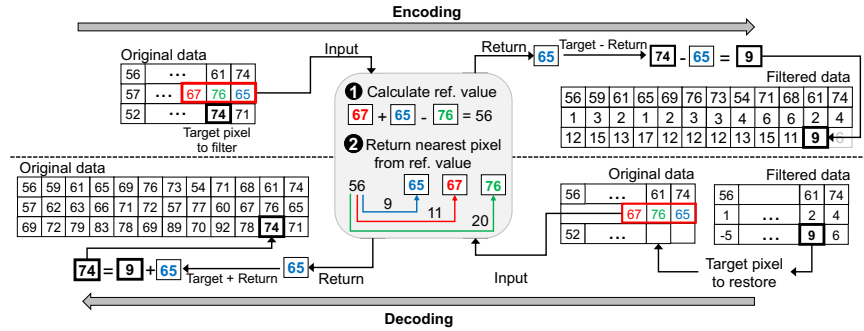 Encoding
Original data
56 ... 61 74
57 ... 67 76 65
52 ... 74 71
Target pixel
to filter
Input
❶ Calculate ref. value
67 + 65 - 76 = 56
❷ Return nearest pixel
from ref. value
56 65 67 76
9
11
20
Return
65 Target - Return 74 - 65 = 9
Filtered data
56 59 61 65 69 76 73 54 71 68 61 74
1 3 2 1 2 1 4 6 1 1 2 4
12 15 13 17 12 12 12 13 15 11 9 6
Original data
56 59 61 65 69 76 73 54 71 68 61 74
57 62 63 66 71 72 57 77 60 67 76 65
69 72 79 83 78 69 89 70 92 78 74 71
74 = 9 + 65 Target + Return 65 Return
Original data
56 ... 61 74
67 76 65
52 ...
Filtered data
56 61 74
1 ... 2 4
-5 ... 9 6
Input
Target pixel
to restore
Decoding